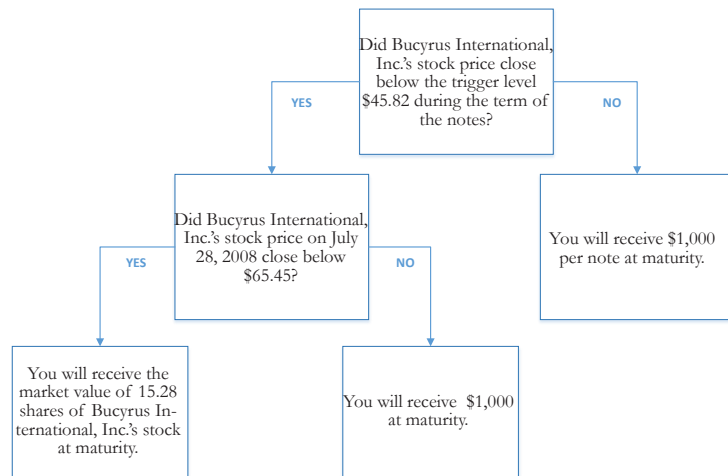 Did Bucyrus International,
Inc.'s stock price close
below the trigger level
$45.82 during the term of
the notes?
YES
NO
Did Bucyrus International,
Inc.'s stock price on July
28, 2008 close below
$65.45?
You will receive $1,000
per note at maturity.
YES
NO
You will receive the
market value of 15.28
shares of Bucyrus In-
ternational, Inc.'s stock
at maturity.
You will receive $1,000
at maturity.